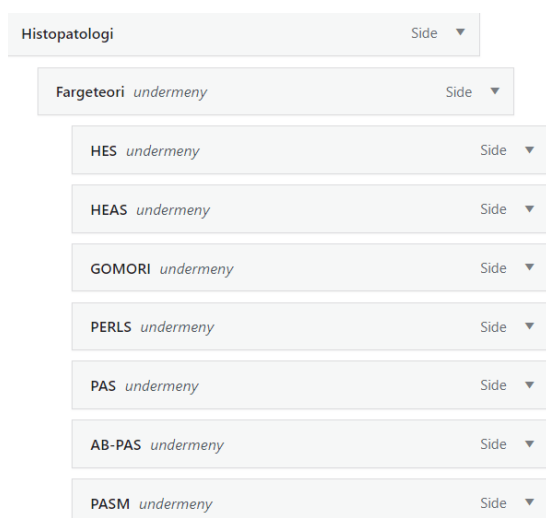 Histopatologi Side
Fargeteori undermeny Side
HES undermeny Side
HEAS undermeny Side
GOMORI undermeny Side
PERLS undermeny Side
PAS undermeny Side
AB-PAS undermeny Side
PASM undermeny Side